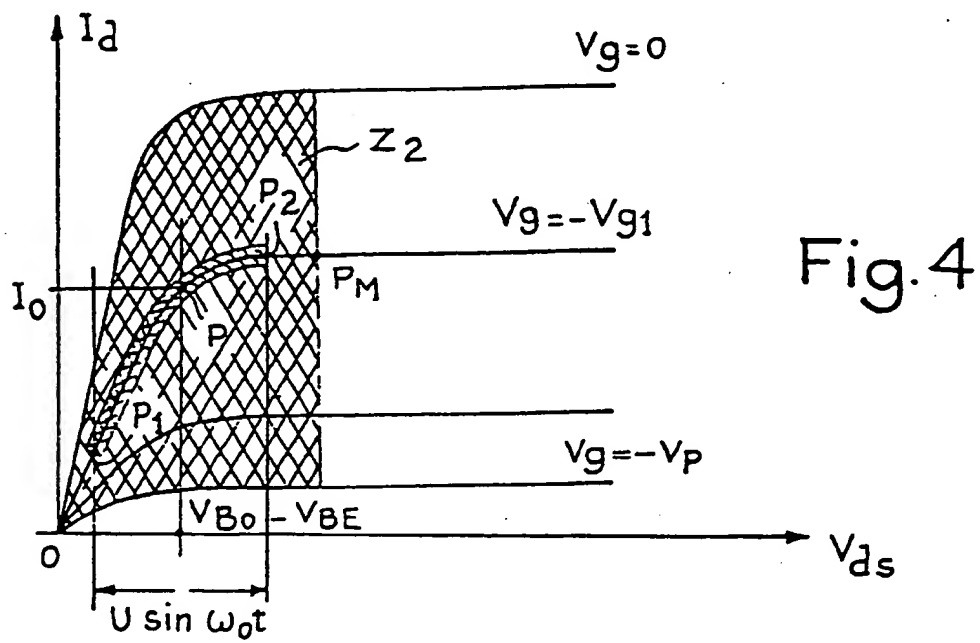 Id
Vg=0
Z2
P2
Vg=-Vg1
Fig.4
I0
PM
P
P1
Vg=-VP
VB0-VBE
0
Vds
U sin ω0t